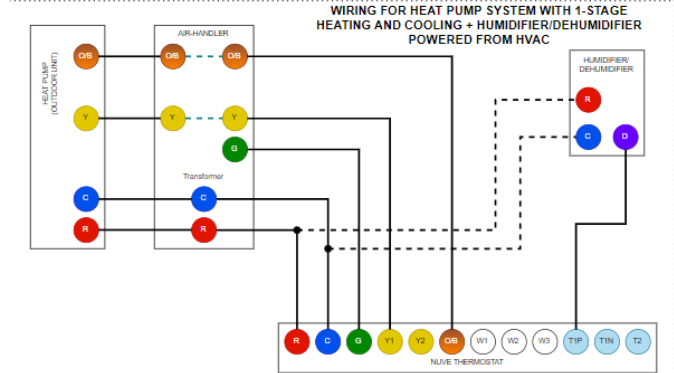 WIRING FOR HEAT PUMP SYSTEM WITH 1-STAGE
HEATING AND COOLING + HUMIDIFIER/DEHUMIDIFIER
POWERED FROM HVAC
HEAT PUMP
(OUTDOOR UNIT)
O/B
Y
C
R
AIR-HANDLER
O/B O/B
Y Y
G
Transformer
C
R
HUMIDIFIER/
DEHUMIDIFIER
R
C D
R C G Y1 Y2 O/B W1 W2 W3 T1P T1N T2
NUVE THERMOSTAT